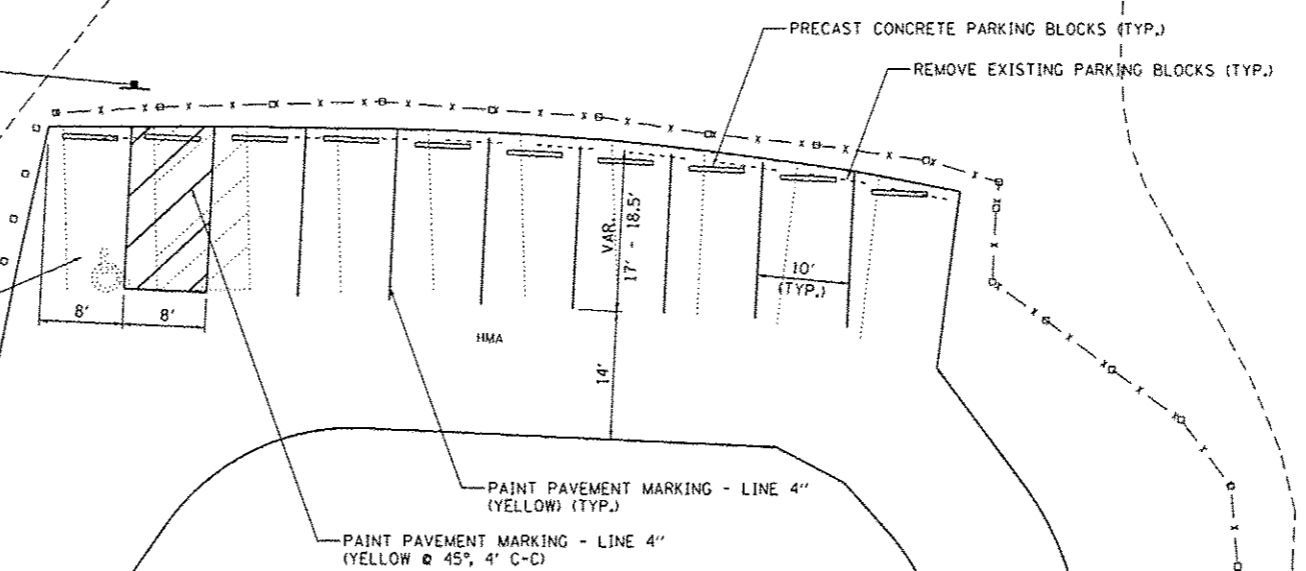 PRECAST CONCRETE PARKING BLOCKS (TYP.)
REMOVE EXISTING PARKING BLOCKS (TYP.)
VAR.
17' - 18.5'
10'
(TYP.)
8'
8'
HMA
14'
PAINT PAVEMENT MARKING - LINE 4"
(YELLOW) (TYP.)
PAINT PAVEMENT MARKING - LINE 4"
(YELLOW @ 45°, 4' C-C)